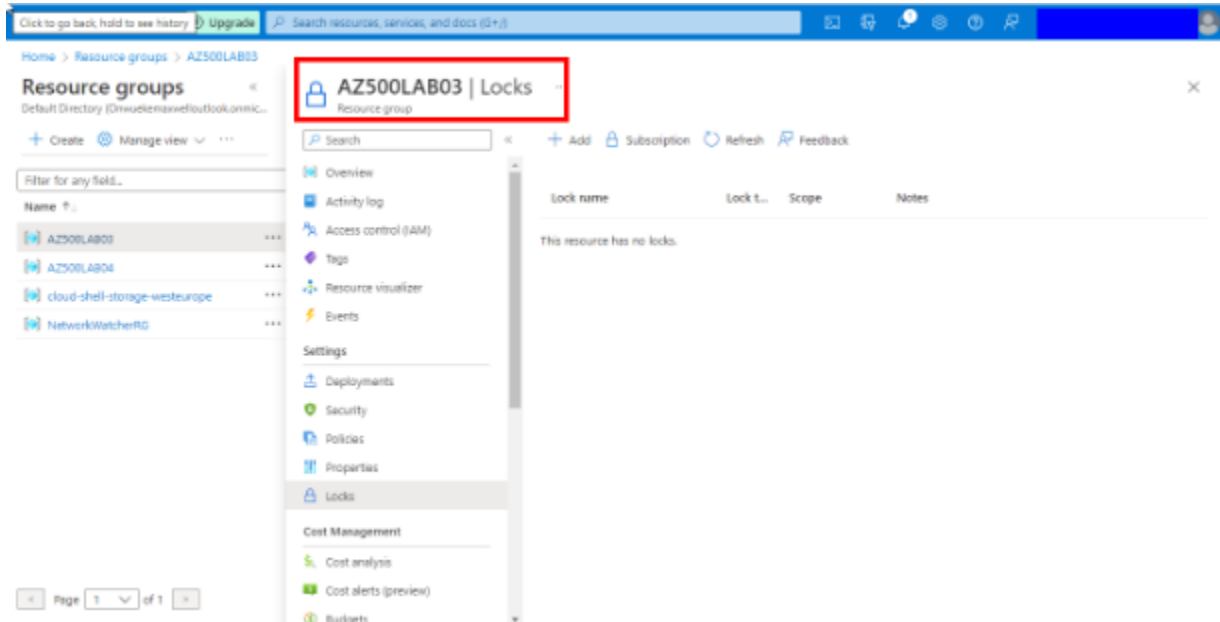 Click to go back, hold to see history Upgrade Search resources, services, and docs (G+/)
Home > Resource groups > AZ500LAB03
Resource groups «
Default Directory
+ Create Manage view ...
Filter for any field...
Name ↑↓
AZ500LAB03 ...
AZ500LAB04 ...
cloud-shell-storage-westeurope ...
NetworkWatcherRG ...
< Page 1 of 1 >
AZ500LAB03 | Locks ...
Resource group
Search «
Overview
Activity log
Access control (IAM)
Tags
Resource visualizer
Events
Settings
Deployments
Security
Policies
Properties
Locks
Cost Management
Cost analysis
Cost alerts (preview)
Budgets
+ Add Subscription Refresh Feedback
Lock name Lock t... Scope Notes
This resource has no locks.